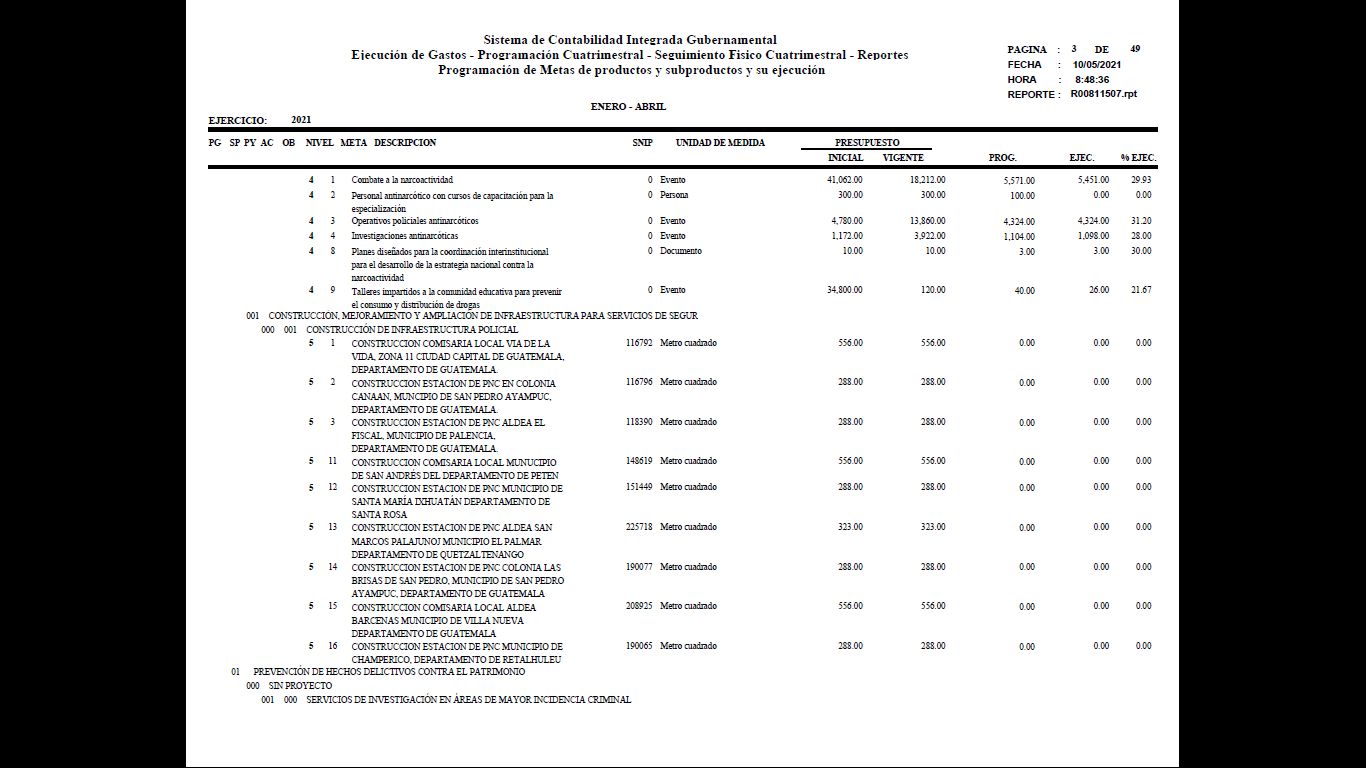 Sistema de Contabilidad Integrada Gubernamental
Ejecución de Gastos - Programación Cuatrimestral - Seguimiento Físico Cuatrimestral - Reportes
Programación de Metas de productos y subproductos y su ejecución
PAGINA : 3 DE 49
FECHA : 10/05/2021
HORA : 8:48:36
REPORTE : R00811507.rpt
ENERO - ABRIL
EJERCICIO: 2021
PG SP PY AC OB NIVEL META DESCRIPCION SNIP UNIDAD DE MEDIDA PRESUPUESTO
INICIAL VIGENTE PROG. EJEC. % EJEC.
4 1 Combate a la narcoactividad 0 Evento 41,062.00 18,212.00 5,571.00 5,451.00 29.93
4 2 Personal antinarcótico con cursos de capacitación para la 0 Persona 300.00 300.00 100.00 0.00 0.00
especialización
4 3 Operativos policiales antinarcóticos 0 Evento 4,780.00 13,860.00 4,324.00 4,324.00 31.20
4 4 Investigaciones antinarcóticas 0 Evento 1,172.00 3,922.00 1,104.00 1,098.00 28.00
4 8 Planes diseñados para la coordinación interinstitucional 0 Documento 10.00 10.00 3.00 3.00 30.00
para el desarrollo de la estrategia nacional contra la
narcoactividad
4 9 Talleres impartidos a la comunidad educativa para prevenir 0 Evento 34,800.00 120.00 40.00 26.00 21.67
el consumo y distribución de drogas
001 CONSTRUCCIÓN, MEJORAMIENTO Y AMPLIACIÓN DE INFRAESTRUCTURA PARA SERVICIOS DE SEGUR
000 001 CONSTRUCCIÓN DE INFRAESTRUCTURA POLICIAL
5 1 CONSTRUCCION COMISARIA LOCAL VIA DE LA 116792 Metro cuadrado 556.00 556.00 0.00 0.00 0.00
VIDA, ZONA 11 CIUDAD CAPITAL DE GUATEMALA,
DEPARTAMENTO DE GUATEMALA.
5 2 CONSTRUCCION ESTACION DE PNC EN COLONIA 116796 Metro cuadrado 288.00 288.00 0.00 0.00 0.00
CANAAN, MUNCIPIO DE SAN PEDRO AYAMPUC,
DEPARTAMENTO DE GUATEMALA.
5 3 CONSTRUCCION ESTACION DE PNC ALDEA EL 118390 Metro cuadrado 288.00 288.00 0.00 0.00 0.00
FISCAL, MUNICIPIO DE PALENCIA,
DEPARTAMENTO DE GUATEMALA.
5 11 CONSTRUCCION COMISARIA LOCAL MUNUCIPIO 148619 Metro cuadrado 556.00 556.00 0.00 0.00 0.00
DE SAN ANDRÉS DEL DEPARTAMENTO DE PETEN
5 12 CONSTRUCCION ESTACION DE PNC MUNICIPIO DE 151449 Metro cuadrado 288.00 288.00 0.00 0.00 0.00
SANTA MARÍA IXHUATÁN DEPARTAMENTO DE
SANTA ROSA
5 13 CONSTRUCCION ESTACION DE PNC ALDEA SAN 225718 Metro cuadrado 323.00 323.00 0.00 0.00 0.00
MARCOS PALAJUNOJ MUNICIPIO EL PALMAR
DEPARTAMENTO DE QUETZALTENANGO
5 14 CONSTRUCCION ESTACION DE PNC COLONIA LAS 190077 Metro cuadrado 288.00 288.00 0.00 0.00 0.00
BRISAS DE SAN PEDRO, MUNICIPIO DE SAN PEDRO
AYAMPUC, DEPARTAMENTO DE GUATEMALA
5 15 CONSTRUCCION COMISARIA LOCAL ALDEA 208925 Metro cuadrado 556.00 556.00 0.00 0.00 0.00
BARCENAS MUNICIPIO DE VILLA NUEVA
DEPARTAMENTO DE GUATEMALA
5 16 CONSTRUCCION ESTACION DE PNC MUNICIPIO DE 190065 Metro cuadrado 288.00 288.00 0.00 0.00 0.00
CHAMPERICO, DEPARTAMENTO DE RETALHULEU
01 PREVENCIÓN DE HECHOS DELICTIVOS CONTRA EL PATRIMONIO
000 SIN PROYECTO
001 000 SERVICIOS DE INVESTIGACIÓN EN ÁREAS DE MAYOR INCIDENCIA CRIMINAL